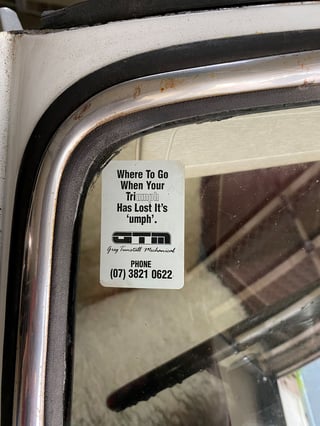 Where To Go
When Your
Triumph
Has Lost It's
'umph'.
GTM
Greg Tunstall Mechanical
PHONE
(07) 3821 0622